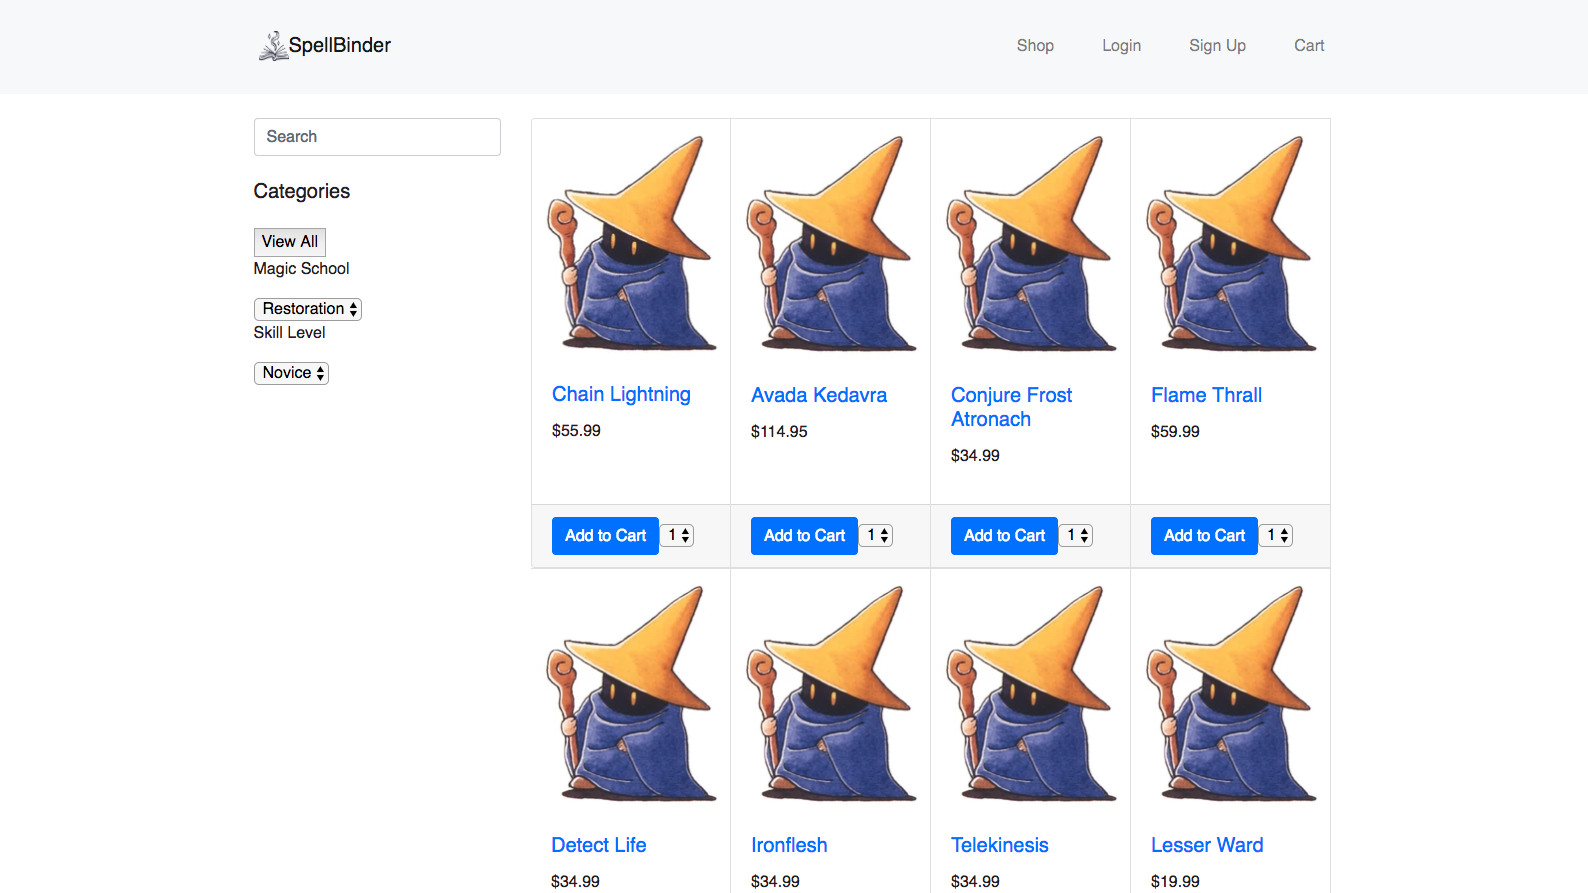 SpellBinder
Shop Login Sign Up Cart
Search
Categories
View All
Magic School
Restoration
Skill Level
Novice
Chain Lightning
$55.99
Add to Cart 1
Avada Kedavra
$114.95
Add to Cart 1
Conjure Frost
Atronach
$34.99
Add to Cart 1
Flame Thrall
$59.99
Add to Cart 1
Detect Life
$34.99
Ironflesh
$34.99
Telekinesis
$34.99
Lesser Ward
$19.99